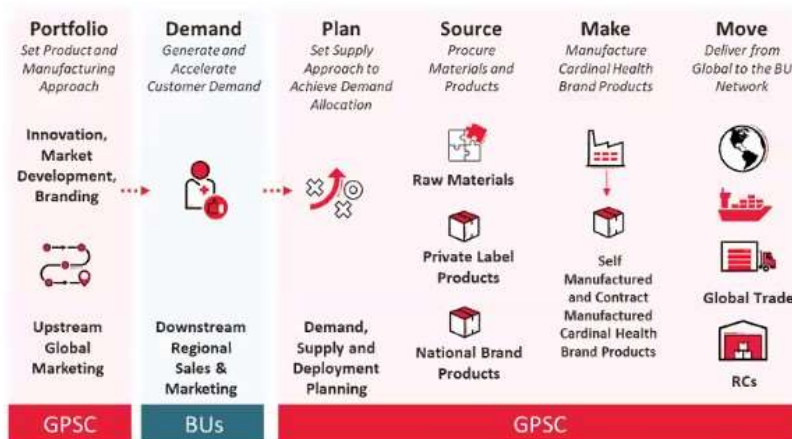 Portfolio
Set Product and
Manufacturing
Approach
Innovation,
Market
Development,
Branding
Upstream
Global
Marketing
GPSC
Demand
Generate and
Accelerate
Customer Demand
Downstream
Regional
Sales &
Marketing
BUs
Plan
Set Supply
Approach to
Achieve Demand
Allocation
Demand,
Supply and
Deployment
Planning
Source
Procure
Materials and
Products
Raw Materials
Private Label
Products
National Brand
Products
Make
Manufacture
Cardinal Health
Brand Products
Self
Manufactured
and Contract
Manufactured
Cardinal Health
Brand Products
Move
Deliver from
Global to the BU
Network
Global Trade
RCs
GPSC